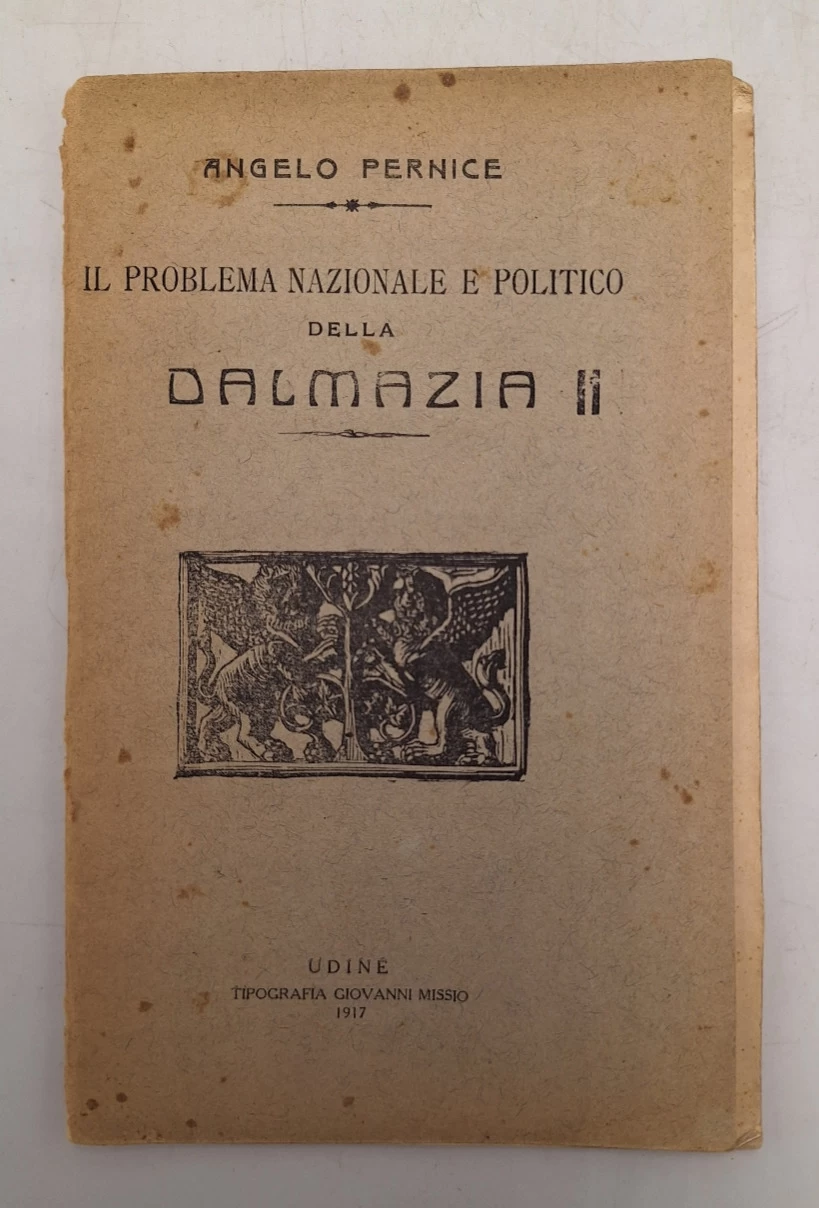 ANGELO PERNICE
IL PROBLEMA NAZIONALE E POLITICO
DELLA
DALMAZIA
UDINE
TIPOGRAFIA GIOVANNI MISSIO
1917